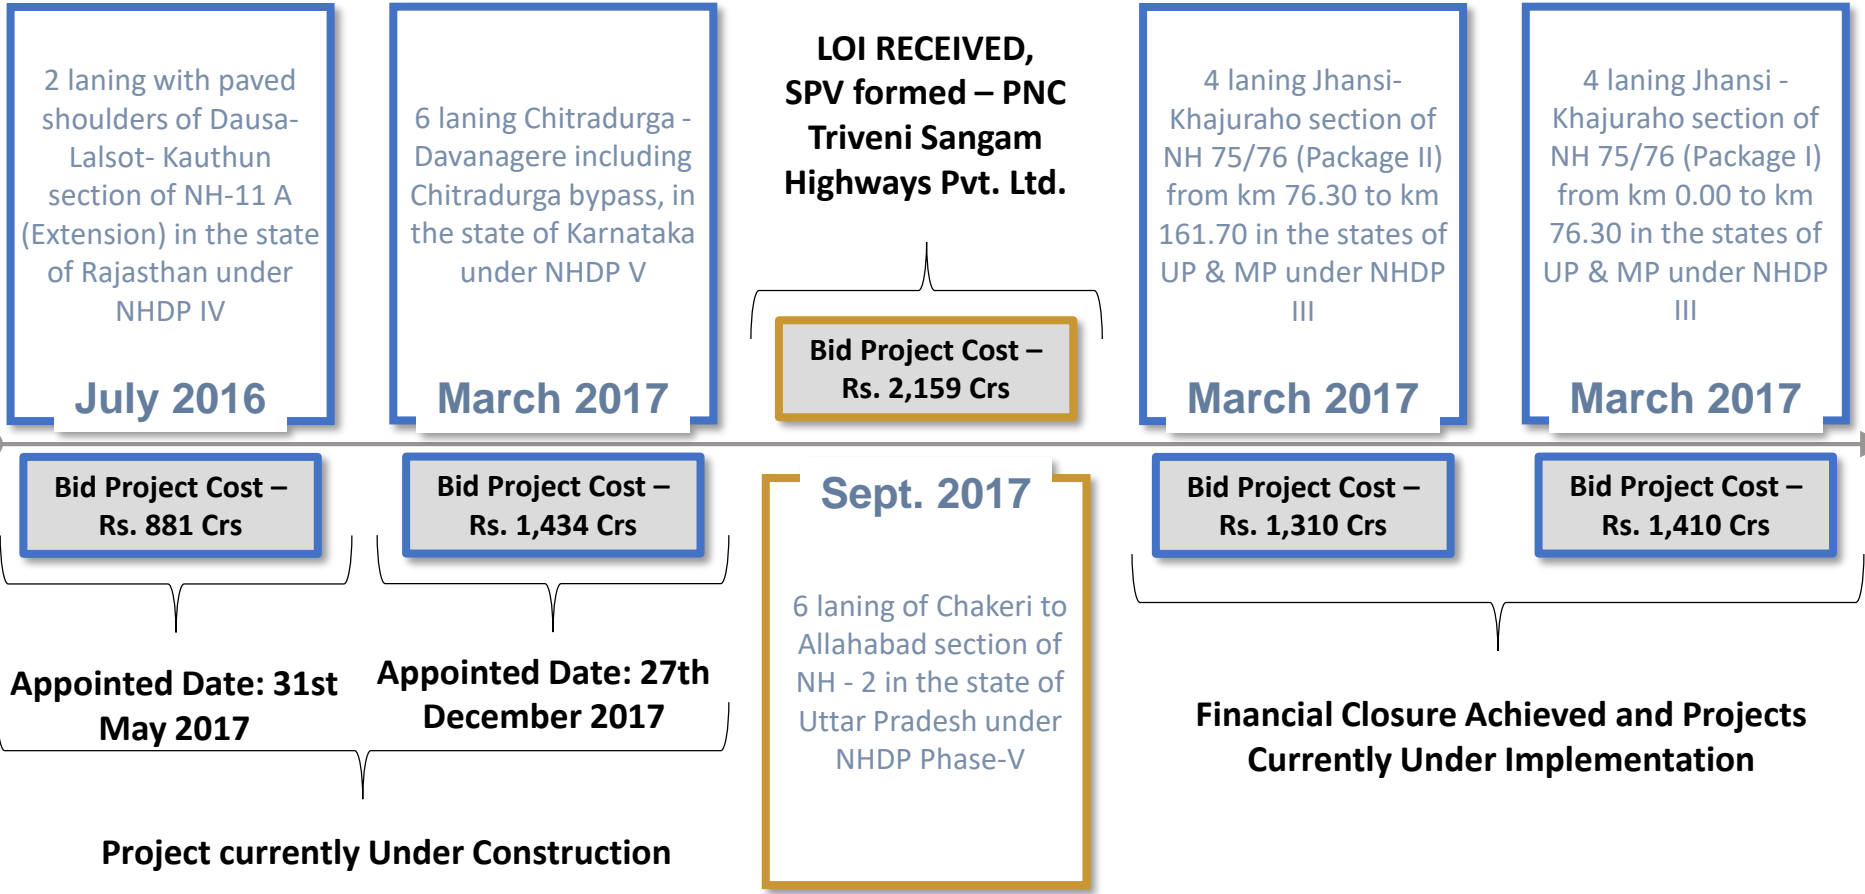 2 laning with paved
shoulders of Dausa-
Lalsot- Kauthun
section of NH-11 A
(Extension) in the state
of Rajasthan under
NHDP IV
July 2016
Bid Project Cost –
Rs. 881 Crs
Appointed Date: 31st
May 2017
6 laning Chitradurga -
Davanagere including
Chitradurga bypass, in
the state of Karnataka
under NHDP V
March 2017
Bid Project Cost –
Rs. 1,434 Crs
Appointed Date: 27th
December 2017
Project currently Under Construction
LOI RECEIVED,
SPV formed – PNC
Triveni Sangam
Highways Pvt. Ltd.
Bid Project Cost –
Rs. 2,159 Crs
Sept. 2017
6 laning of Chakeri to
Allahabad section of
NH - 2 in the state of
Uttar Pradesh under
NHDP Phase-V
4 laning Jhansi-
Khajuraho section of
NH 75/76 (Package II)
from km 76.30 to km
161.70 in the states of
UP & MP under NHDP
III
March 2017
Bid Project Cost –
Rs. 1,310 Crs
4 laning Jhansi -
Khajuraho section of
NH 75/76 (Package I)
from km 0.00 to km
76.30 in the states of
UP & MP under NHDP
III
March 2017
Bid Project Cost –
Rs. 1,410 Crs
Financial Closure Achieved and Projects
Currently Under Implementation